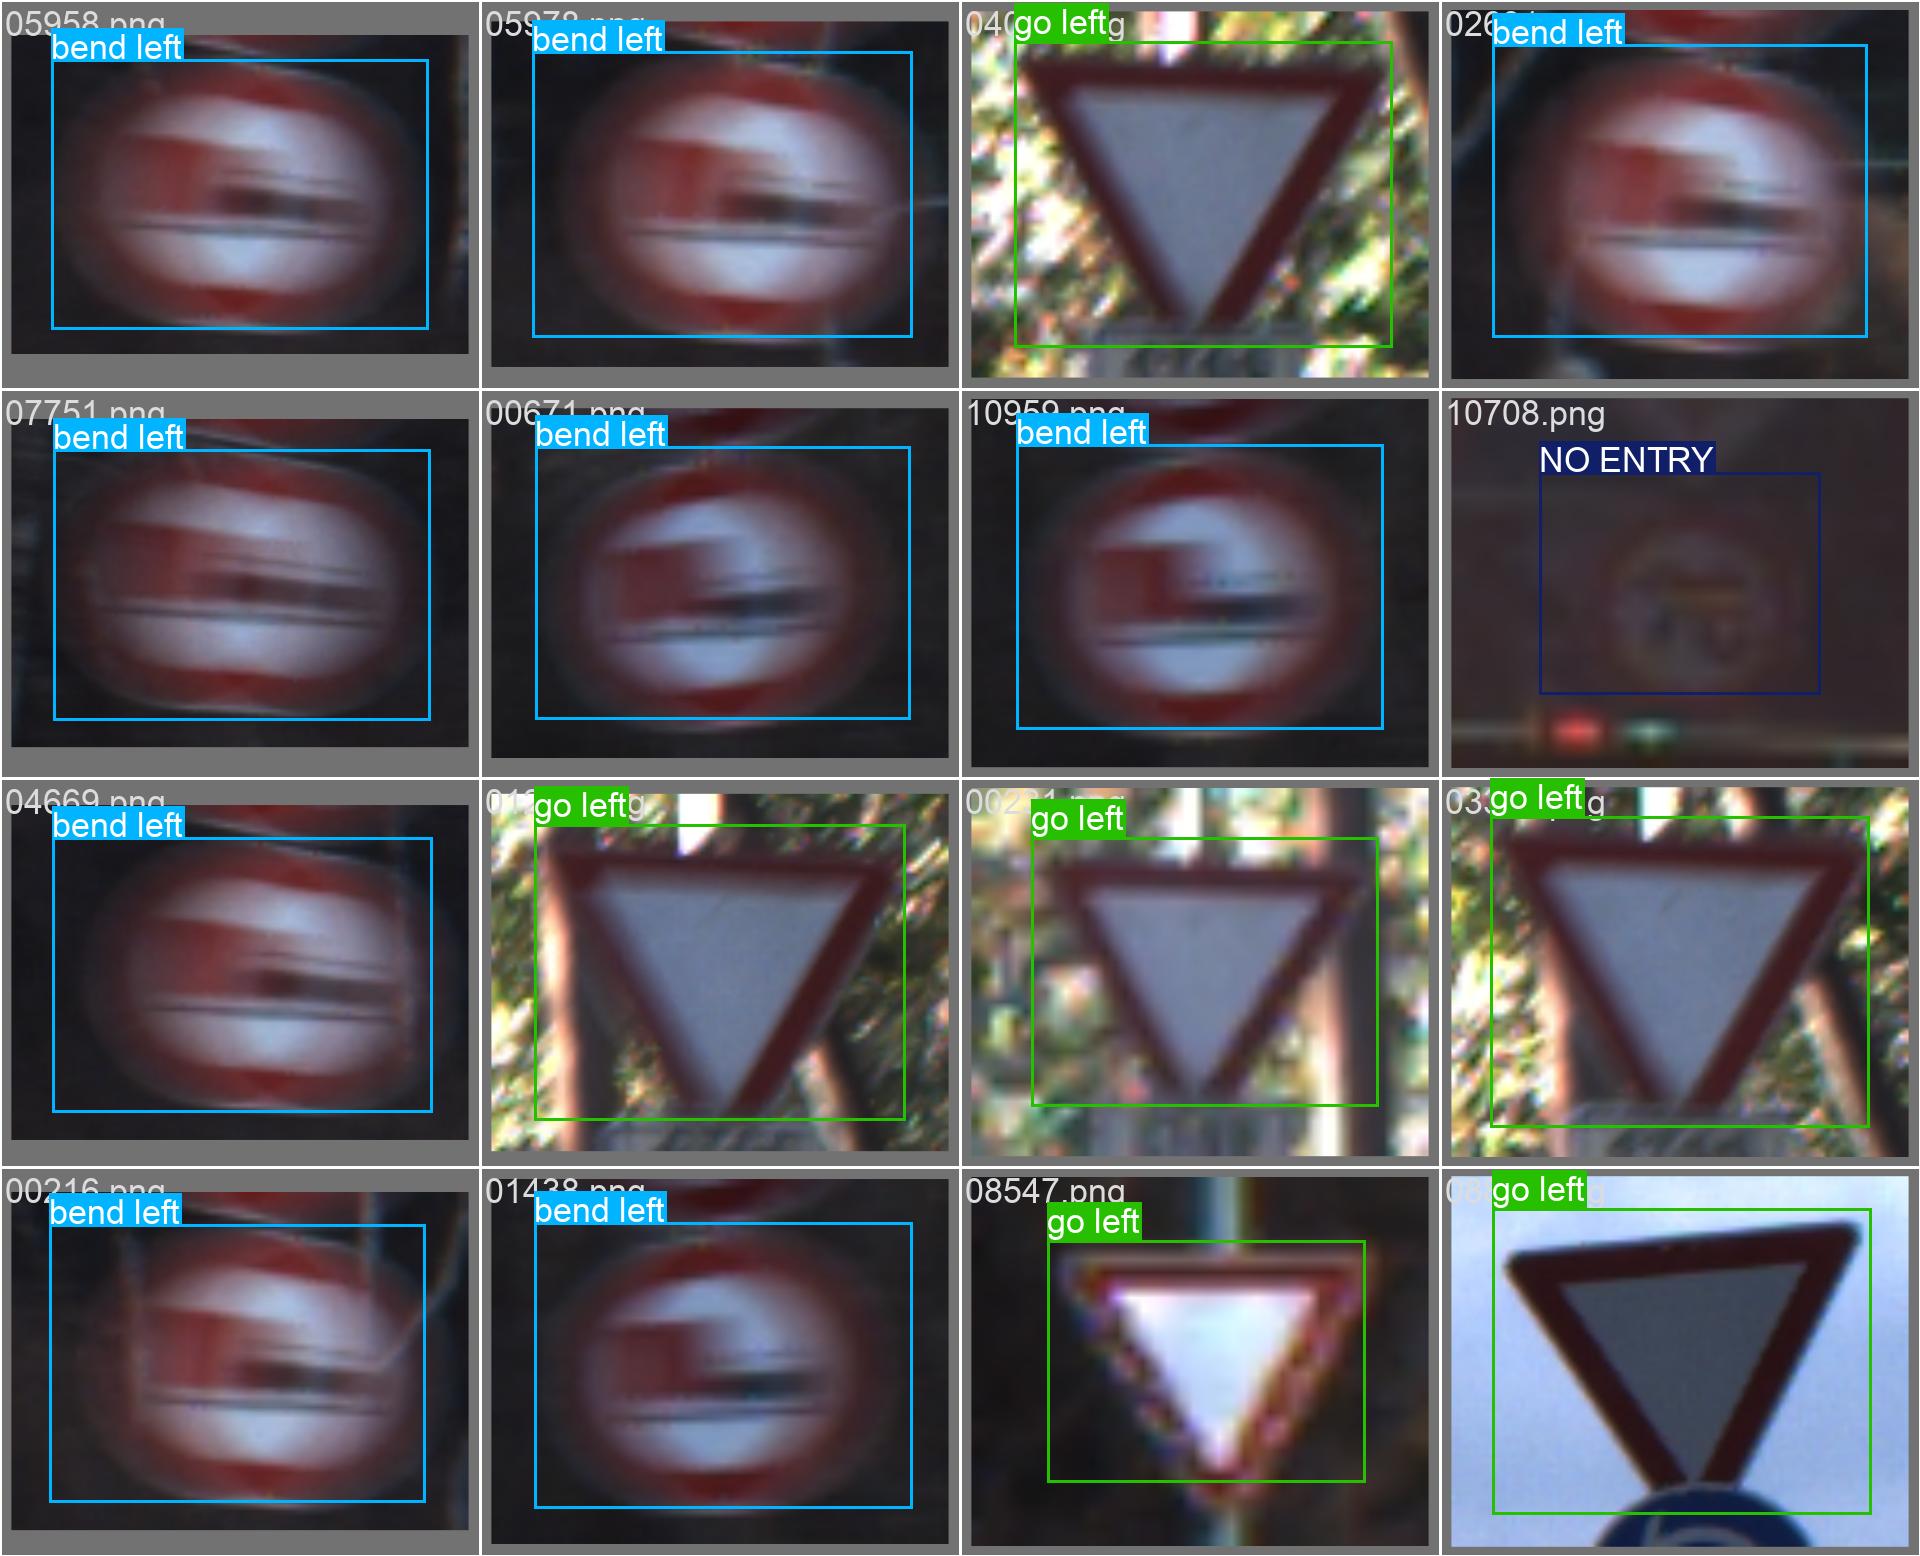 05958.png
bend left
bend left
go left
bend left
07751.png
bend left
00671.png
bend left
10959.png
bend left
10708.png
NO ENTRY
04669.png
bend left
go left
go left
go left
00216.png
bend left
01438.png
bend left
08547.png
go left
go left